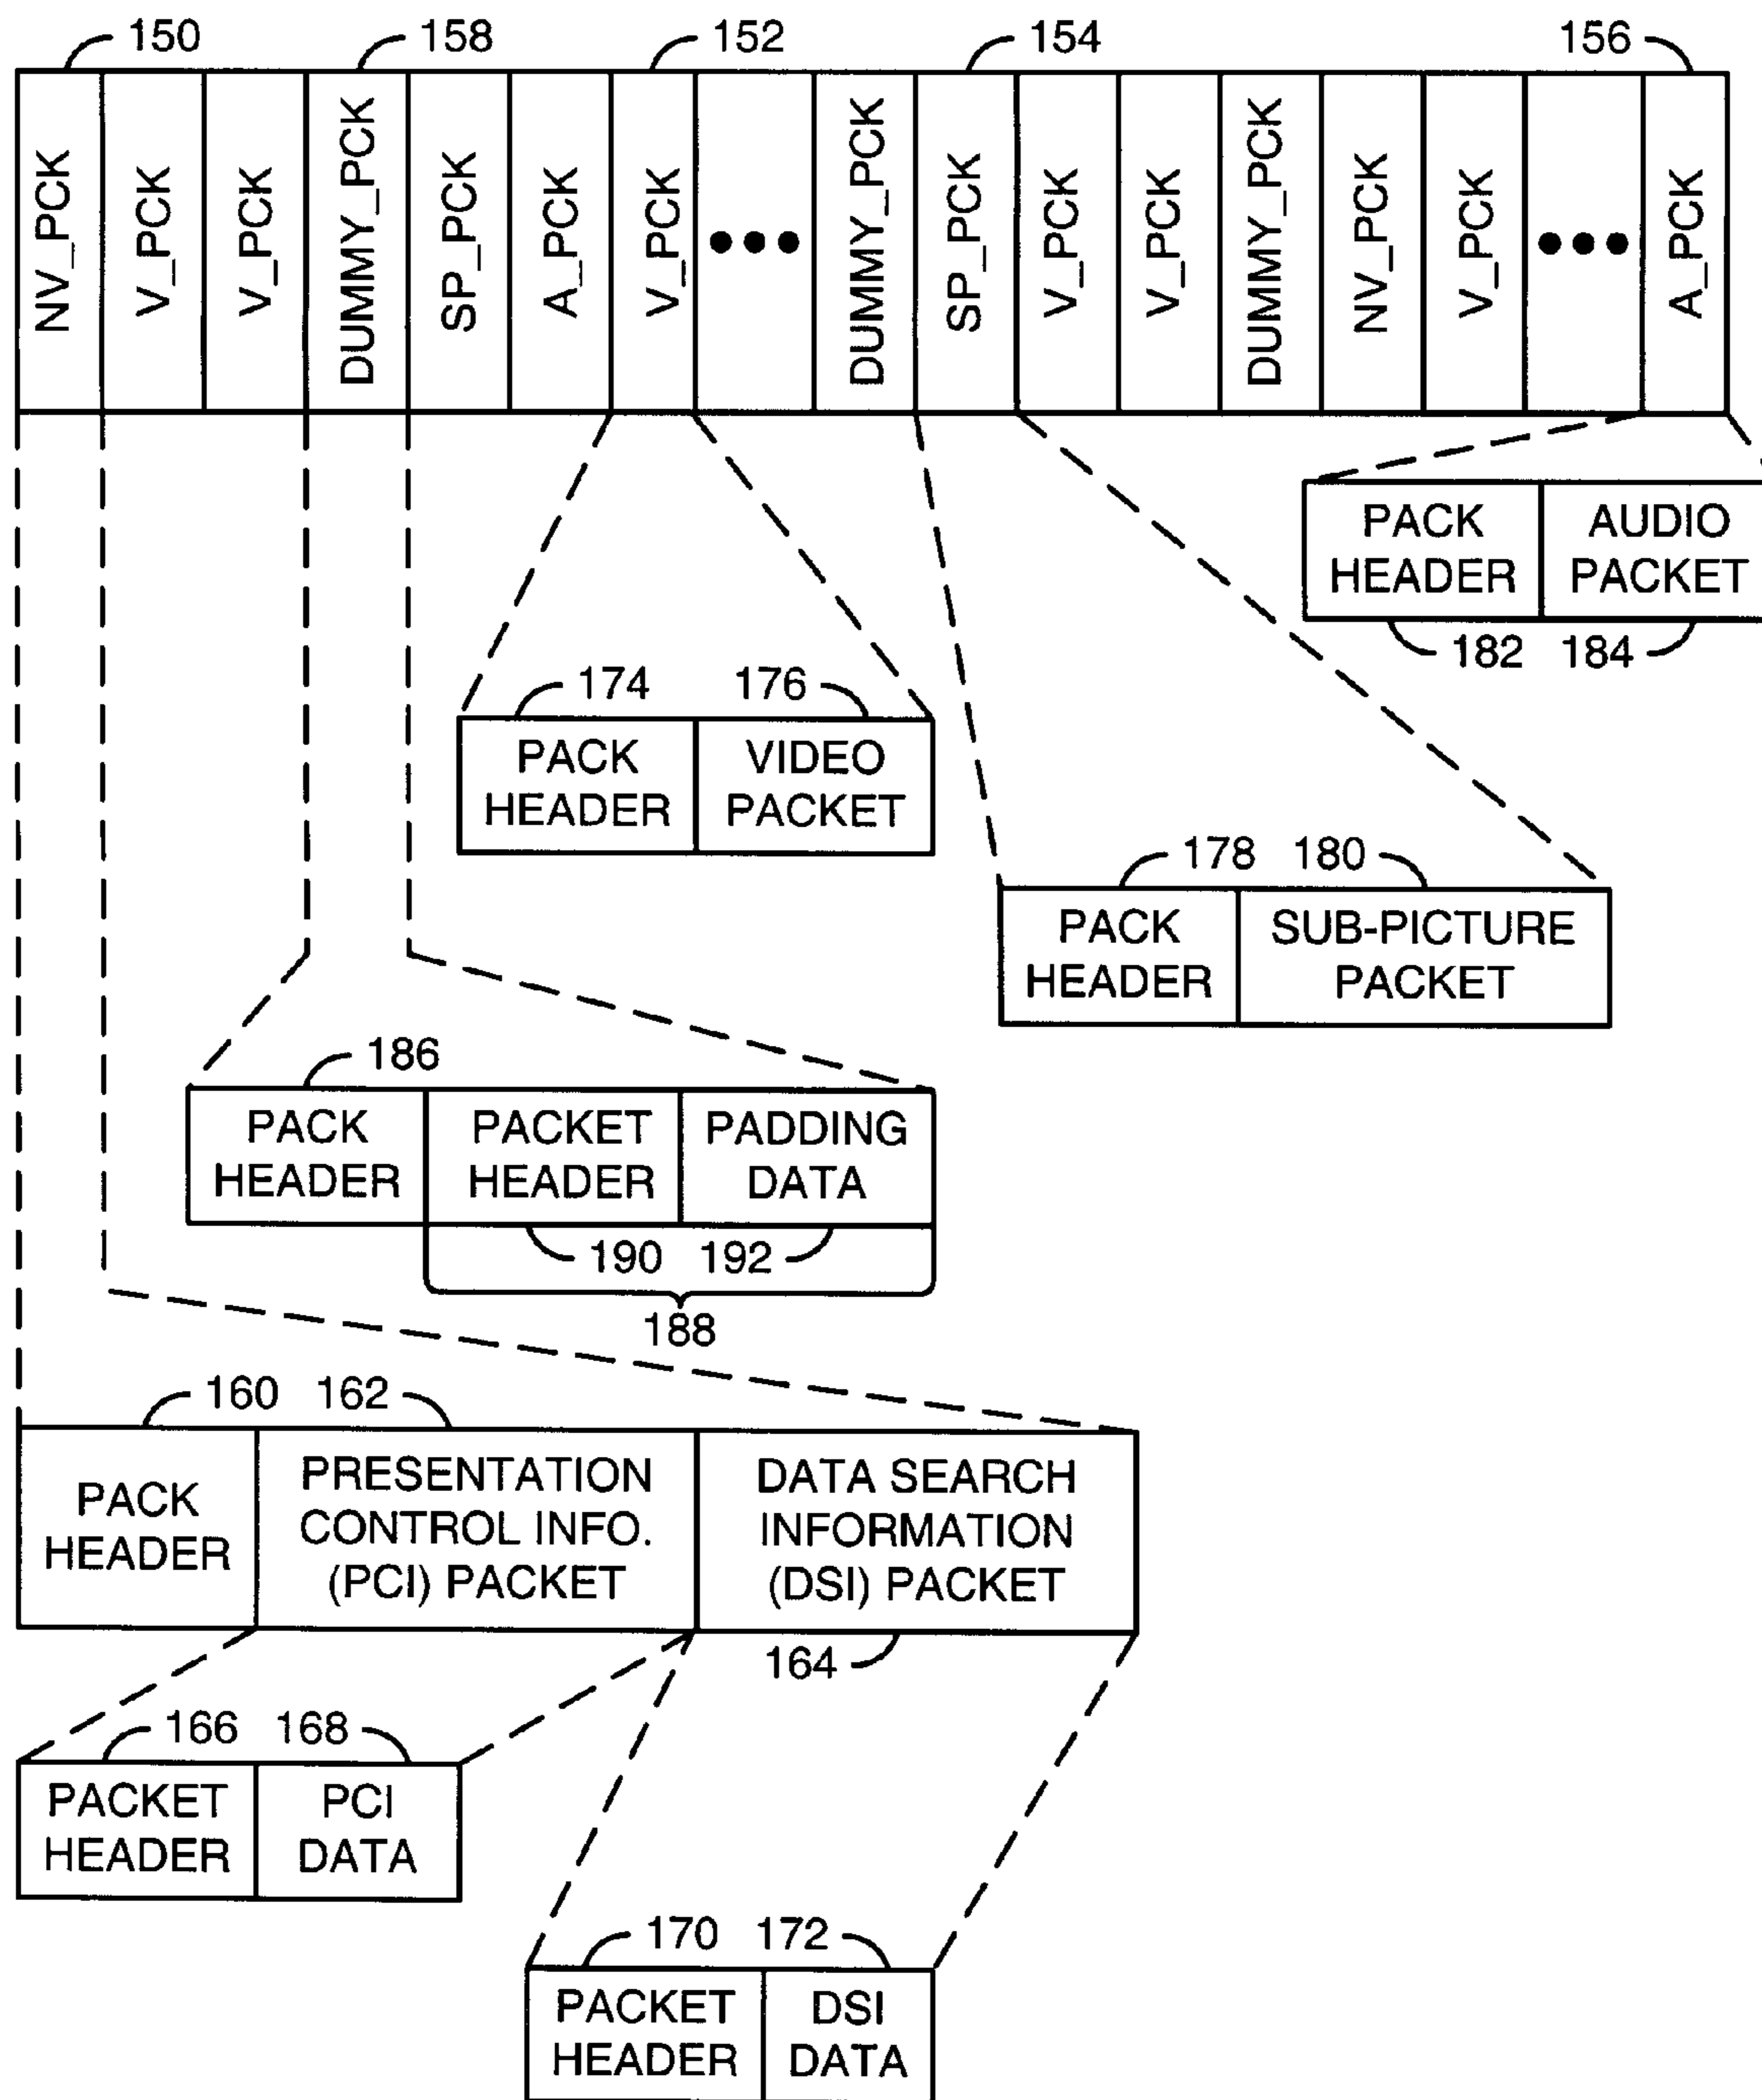 150 158 152 154 156
NV_PCK V_PCK V_PCK DUMMY_PCK SP_PCK A_PCK V_PCK ●●● DUMMY_PCK SP_PCK V_PCK V_PCK DUMMY_PCK NV_PCK V_PCK ●●● A_PCK
PACK AUDIO
HEADER PACKET
182 184
174 176
PACK VIDEO
HEADER PACKET
178 180
PACK SUB-PICTURE
HEADER PACKET
186
PACK PACKET PADDING
HEADER HEADER DATA
190 192
188
160 162
PACK
HEADER
PRESENTATION
CONTROL INFO.
(PCI) PACKET
DATA SEARCH
INFORMATION
(DSI) PACKET
164
166 168
PACKET PCI
HEADER DATA
170 172
PACKET DSI
HEADER DATA